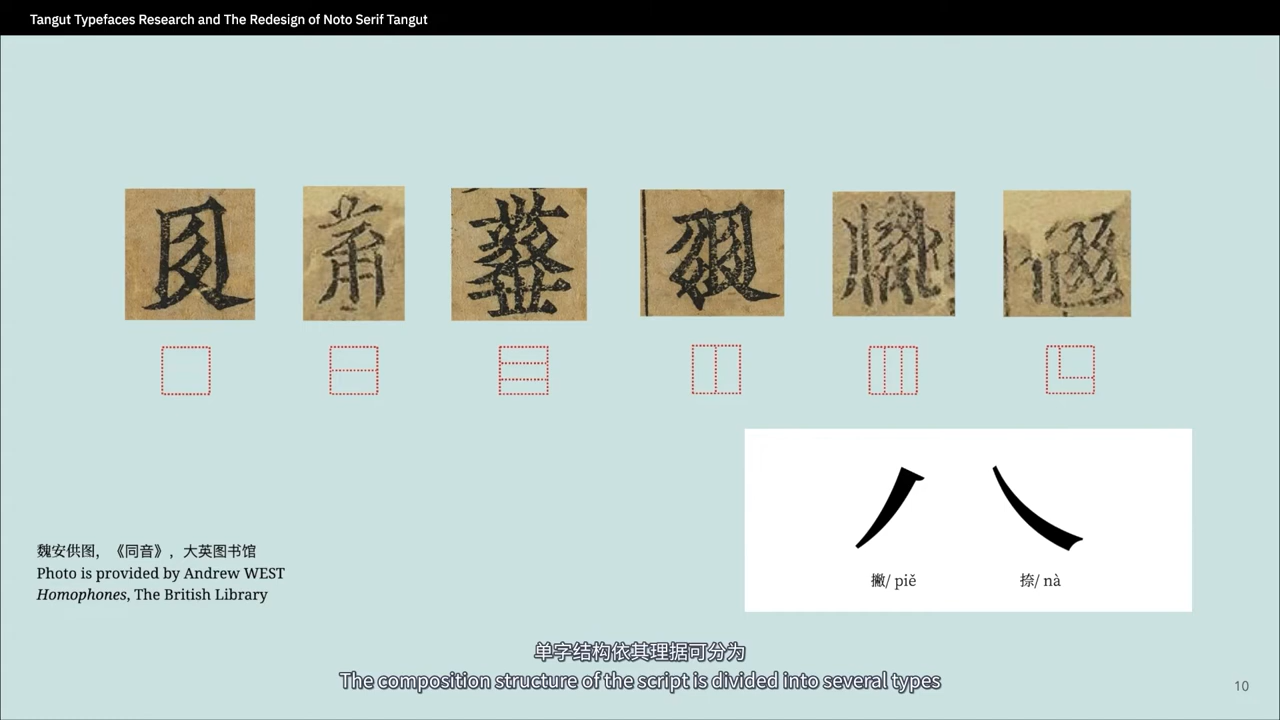 Tangut Typefaces Research and The Redesign of Noto Serif Tangut
撇/ piě
捺/ nà
魏安供图，《同音》，大英图书馆
Photo is provided by Andrew WEST
Homophones, The British Library
单字结构依其理据可分为
The composition structure of the script is divided into several types
10